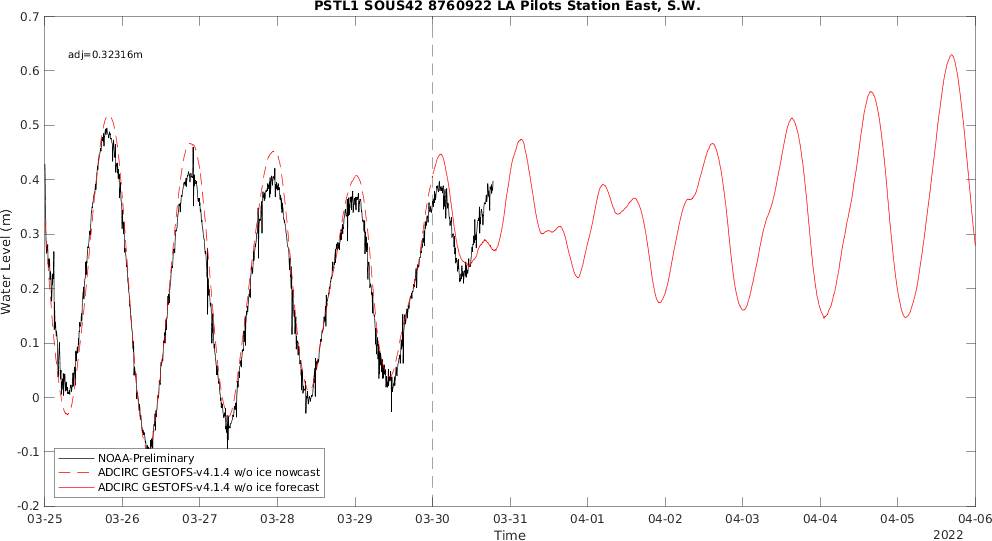 PSTL1 SOUS42 8760922 LA Pilots Station East, S.W.
adj=0.32316m
Water Level (m)
0.7
0.6
0.5
0.4
0.3
0.2
0.1
0
-0.1
-0.2
NOAA-Preliminary
ADCIRC GESTOFS-v4.1.4 w/o ice nowcast
ADCIRC GESTOFS-v4.1.4 w/o ice forecast
03-25 03-26 03-27 03-28 03-29 03-30 03-31 04-01 04-02 04-03 04-04 04-05 04-06
Time
2022